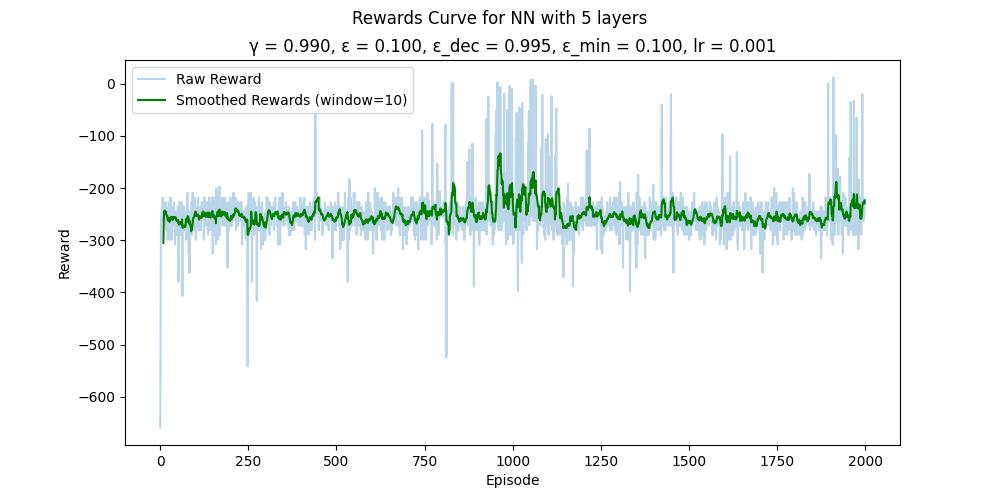 Rewards Curve for NN with 5 layers
γ = 0.990, ε = 0.100, ε_dec = 0.995, ε_min = 0.100, lr = 0.001
Raw Reward
Smoothed Rewards (window=10)
0
−100
−200
−300
−400
−500
−600
Reward
0 250 500 750 1000 1250 1500 1750 2000
Episode